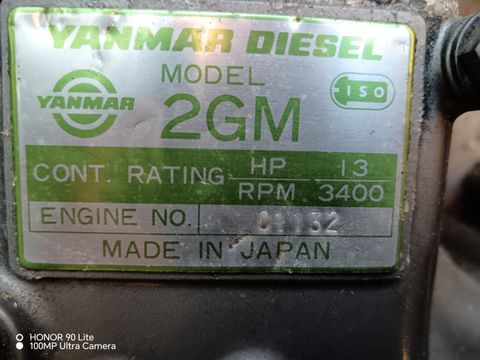 YANMAR DIESEL
MODEL
ISO
YANMAR
2GM
CONT. RATING HP 13
RPM 3400
ENGINE NO. 01132
MADE IN JAPAN
HONOR 90 Lite
100MP Ultra Camera